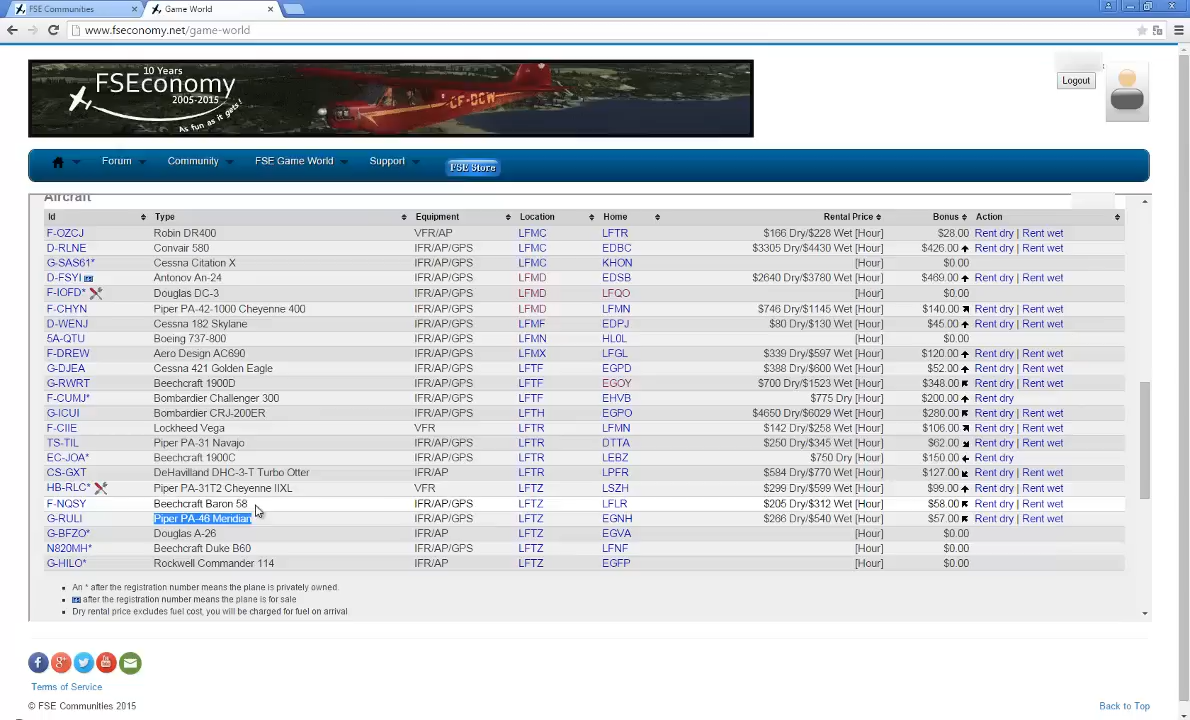 FSE Communities × Game World ×
www.fseconomy.net/game-world
10 Years
FSEconomy
2005-2015
As fun as it gets!
CF-DCW
Logout
Forum Community FSE Game World Support FSE Store
Aircraft
Id Type Equipment Location Home Rental Price Bonus Action
F-OZCJ Robin DR400 VFR/AP LFMC LFTR $166 Dry/$228 Wet [Hour] $28.00 Rent dry | Rent wet
D-RLNE Convair 580 IFR/AP/GPS LFMC EDBC $3305 Dry/$4430 Wet [Hour] $426.00 Rent dry | Rent wet
G-SAS61* Cessna Citation X IFR/AP/GPS LFMC KHON [Hour] $0.00
D-FSYI Antonov An-24 IFR/AP/GPS LFMD EDSB $2640 Dry/$3780 Wet [Hour] $469.00 Rent dry | Rent wet
F-IOFD* Douglas DC-3 IFR/AP/GPS LFMD LFQO [Hour] $0.00
F-CHYN Piper PA-42-1000 Cheyenne 400 IFR/AP/GPS LFMD LFMN $746 Dry/$1145 Wet [Hour] $140.00 Rent dry | Rent wet
D-WENJ Cessna 182 Skylane IFR/AP/GPS LFMF EDPJ $80 Dry/$130 Wet [Hour] $45.00 Rent dry | Rent wet
5A-QTU Boeing 737-800 IFR/AP/GPS LFMN HL0L [Hour] $0.00
F-DREW Aero Design AC690 IFR/AP/GPS LFMX LFGL $339 Dry/$597 Wet [Hour] $120.00 Rent dry | Rent wet
G-DJEA Cessna 421 Golden Eagle IFR/AP/GPS LFTF EGPD $388 Dry/$600 Wet [Hour] $52.00 Rent dry | Rent wet
G-RWRT Beechcraft 1900D IFR/AP/GPS LFTF EGOY $700 Dry/$1523 Wet [Hour] $348.00 Rent dry | Rent wet
F-CUMJ* Bombardier Challenger 300 IFR/AP/GPS LFTF EHVB $775 Dry [Hour] $200.00 Rent dry
G-ICUI Bombardier CRJ-200ER IFR/AP/GPS LFTH EGPO $4650 Dry/$6029 Wet [Hour] $280.00 Rent dry | Rent wet
F-CIIE Lockheed Vega VFR LFTR LFMN $142 Dry/$258 Wet [Hour] $106.00 Rent dry | Rent wet
TS-TIL Piper PA-31 Navajo IFR/AP/GPS LFTR DTTA $250 Dry/$345 Wet [Hour] $62.00 Rent dry | Rent wet
EC-JOA* Beechcraft 1900C IFR/AP/GPS LFTR LEBZ $750 Dry [Hour] $150.00 Rent dry
CS-GXT DeHavilland DHC-3-T Turbo Otter IFR/AP LFTR LPFR $584 Dry/$770 Wet [Hour] $127.00 Rent dry | Rent wet
HB-RLC* Piper PA-31T2 Cheyenne IIXL VFR LFTZ LSZH $299 Dry/$599 Wet [Hour] $99.00 Rent dry | Rent wet
F-NQSY Beechcraft Baron 58 IFR/AP/GPS LFTZ LFLR $205 Dry/$312 Wet [Hour] $58.00 Rent dry | Rent wet
G-RULI Piper PA-46 Meridian IFR/AP/GPS LFTZ EGNH $266 Dry/$540 Wet [Hour] $57.00 Rent dry | Rent wet
G-BFZO* Douglas A-26 IFR/AP LFTZ EGVA [Hour] $0.00
N820MH* Beechcraft Duke B60 IFR/AP/GPS LFTZ LFNF [Hour] $0.00
G-HILO* Rockwell Commander 114 IFR/AP LFTZ EGFP [Hour] $0.00
An * after the registration number means the plane is privately owned.
after the registration number means the plane is for sale
Dry rental price excludes fuel cost, you will be charged for fuel on arrival.
Terms of Service
© FSE Communities 2015 Back to Top